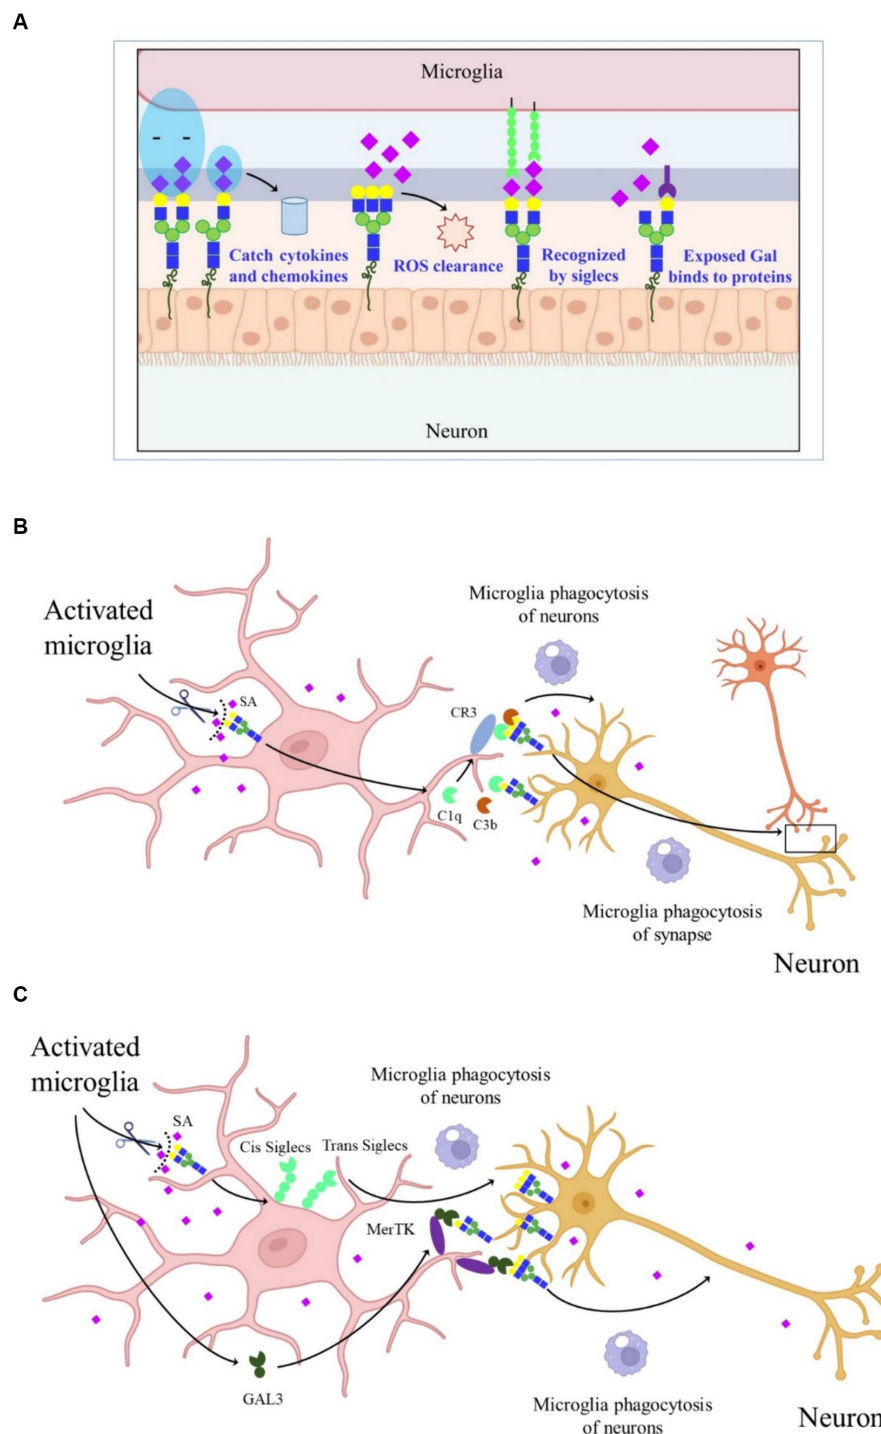 A
Microglia
- -
Catch cytokines
and chemokines
ROS clearance
Recognized
by siglecs
Exposed Gal
binds to proteins
Neuron
B
Activated
microglia
SA
Microglia phagocytosis
of neurons
CR3
C1q
C3b
Microglia phagocytosis
of synapse
Neuron
C
Activated
microglia
SA
Cis Siglecs
Trans Siglecs
Microglia phagocytosis
of neurons
MerTK
GAL3
Microglia phagocytosis
of neurons
Neuron